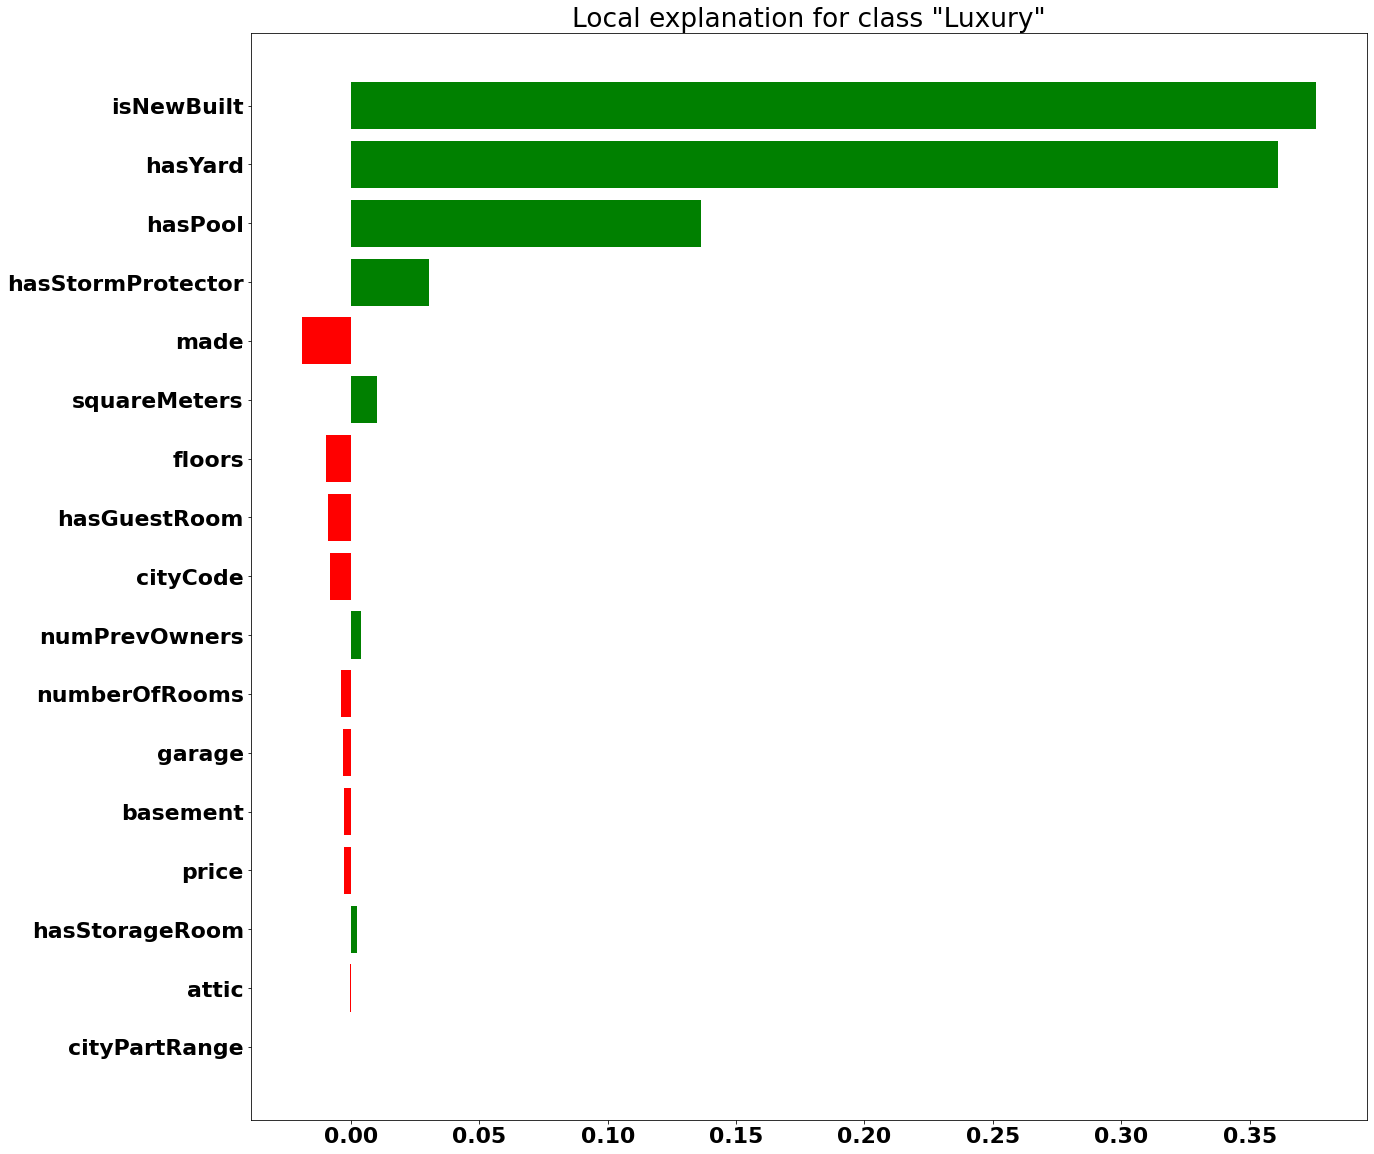 Local explanation for class "Luxury"
isNewBuilt
hasYard
hasPool
hasStormProtector
made
squareMeters
floors
hasGuestRoom
cityCode
numPrevOwners
numberOfRooms
garage
basement
price
hasStorageRoom
attic
cityPartRange
0.00 0.05 0.10 0.15 0.20 0.25 0.30 0.35